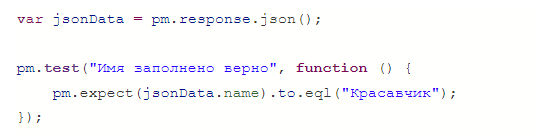 var jsonData = pm.response.json();
pm.test("Имя заполнено верно", function () {
pm.expect(jsonData.name).to.eql("Красавчик");
});